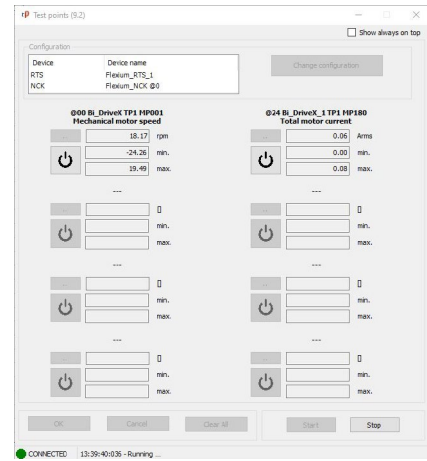 Test points (9.2)
Show always on top
Configuration
Device Device name
RTS Flexium_RTS_1
NCK Flexium_NCK @0
Change configuration
@00 Bi_DriveX TP1 MP001
Mechanical motor speed
... 18.17 rpm
-24.26 min.
19.49 max.
---
... []
min.
max.
---
... []
min.
max.
---
... []
min.
max.
@24 Bi_DriveX_1 TP1 MP180
Total motor current
... 0.06 Arms
0.00 min.
0.08 max.
---
... []
min.
max.
---
... []
min.
max.
---
... []
min.
max.
OK Cancel Clear All Start Stop
CONNECTED 13:39:40:036 - Running ...